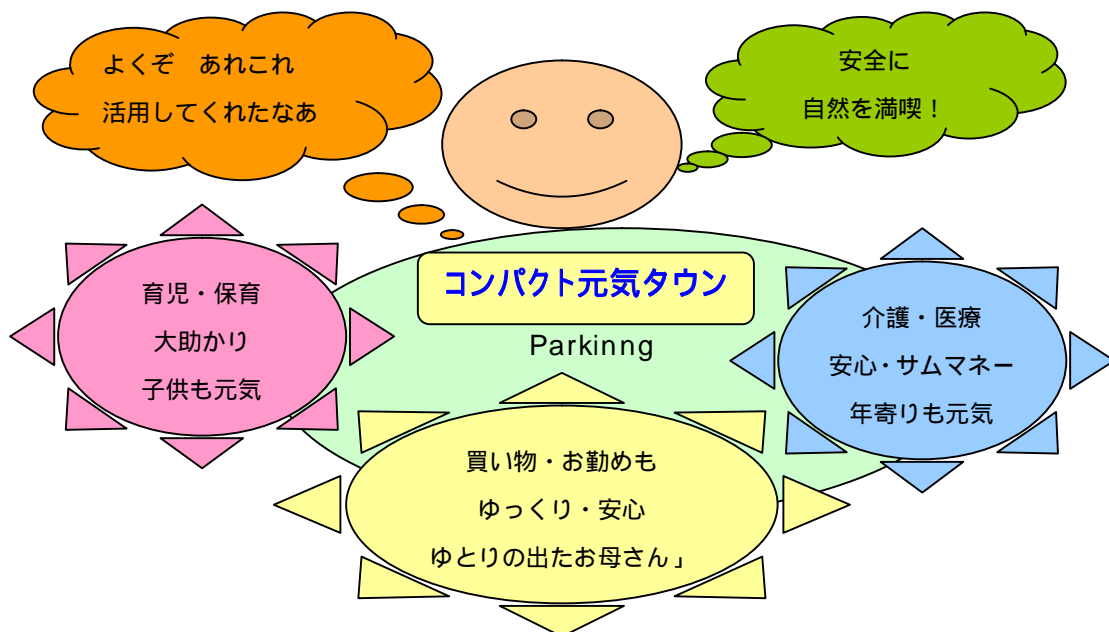 よくぞ　あれこれ
活用してくれたなあ
安全に
自然を満喫！
コンパクト元気タウン
Parkinng
育児・保育
大助かり
子供も元気
介護・医療
安心・サムマネー
年寄りも元気
買い物・お勤めも
ゆっくり・安心
ゆとりの出たお母さん」